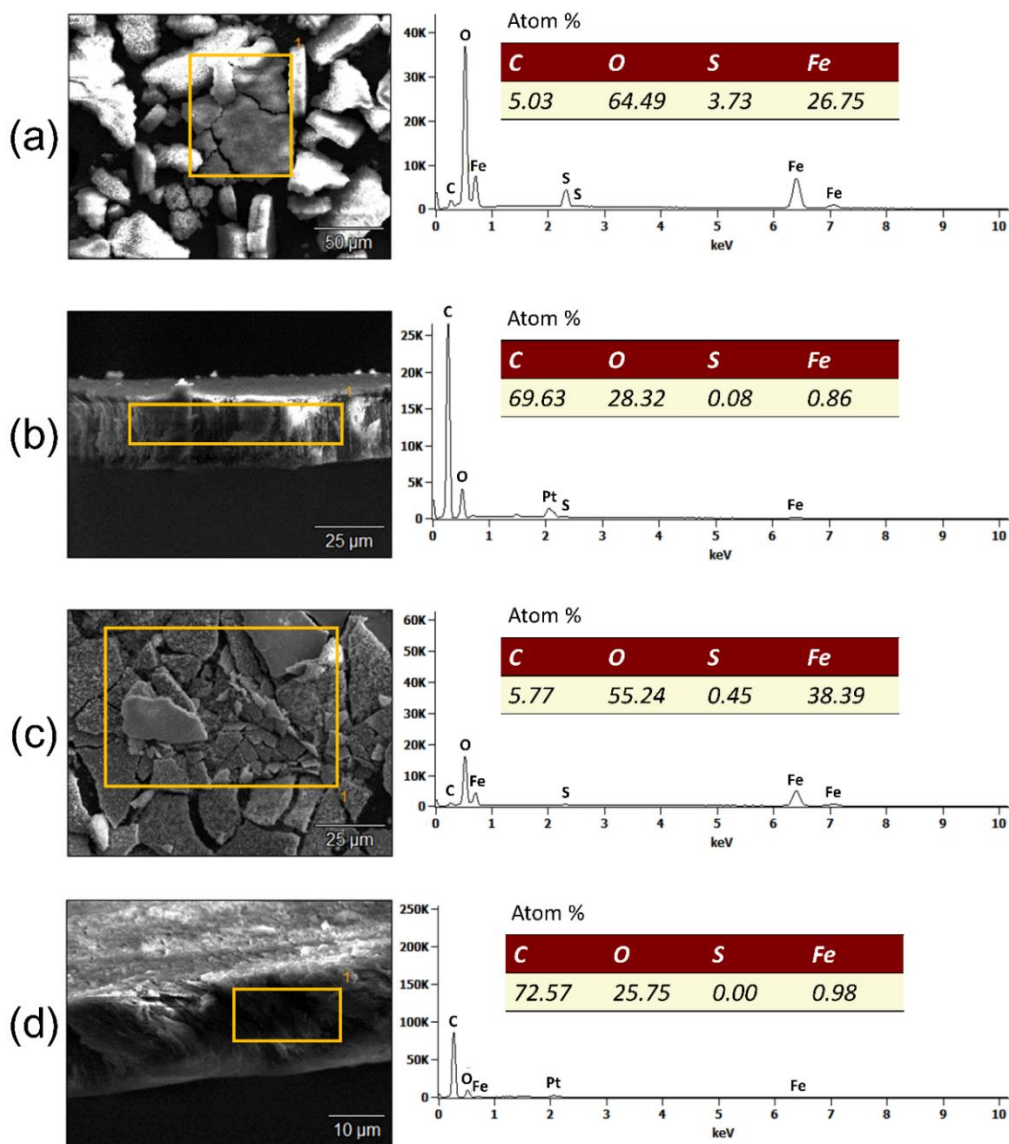 (a)
1
50 µm
40K
30K
20K
10K
0
O
C
Fe
S
S
Fe
Fe
0 1 2 3 4 5 6 7 8 9 10
keV
Atom %
C O S Fe
5.03 64.49 3.73 26.75
(b)
1
25 µm
25K
20K
15K
10K
5K
0
C
O
Pt
S
Fe
0 1 2 3 4 5 6 7 8 9 10
keV
Atom %
C O S Fe
69.63 28.32 0.08 0.86
(c)
1
25 µm
60K
50K
40K
30K
20K
10K
0
C
O
Fe
S
Fe
Fe
0 1 2 3 4 5 6 7 8 9 10
keV
Atom %
C O S Fe
5.77 55.24 0.45 38.39
(d)
1
10 µm
250K
200K
150K
100K
50K
0
C
O
Fe
Pt
Fe
0 1 2 3 4 5 6 7 8 9 10
keV
Atom %
C O S Fe
72.57 25.75 0.00 0.98